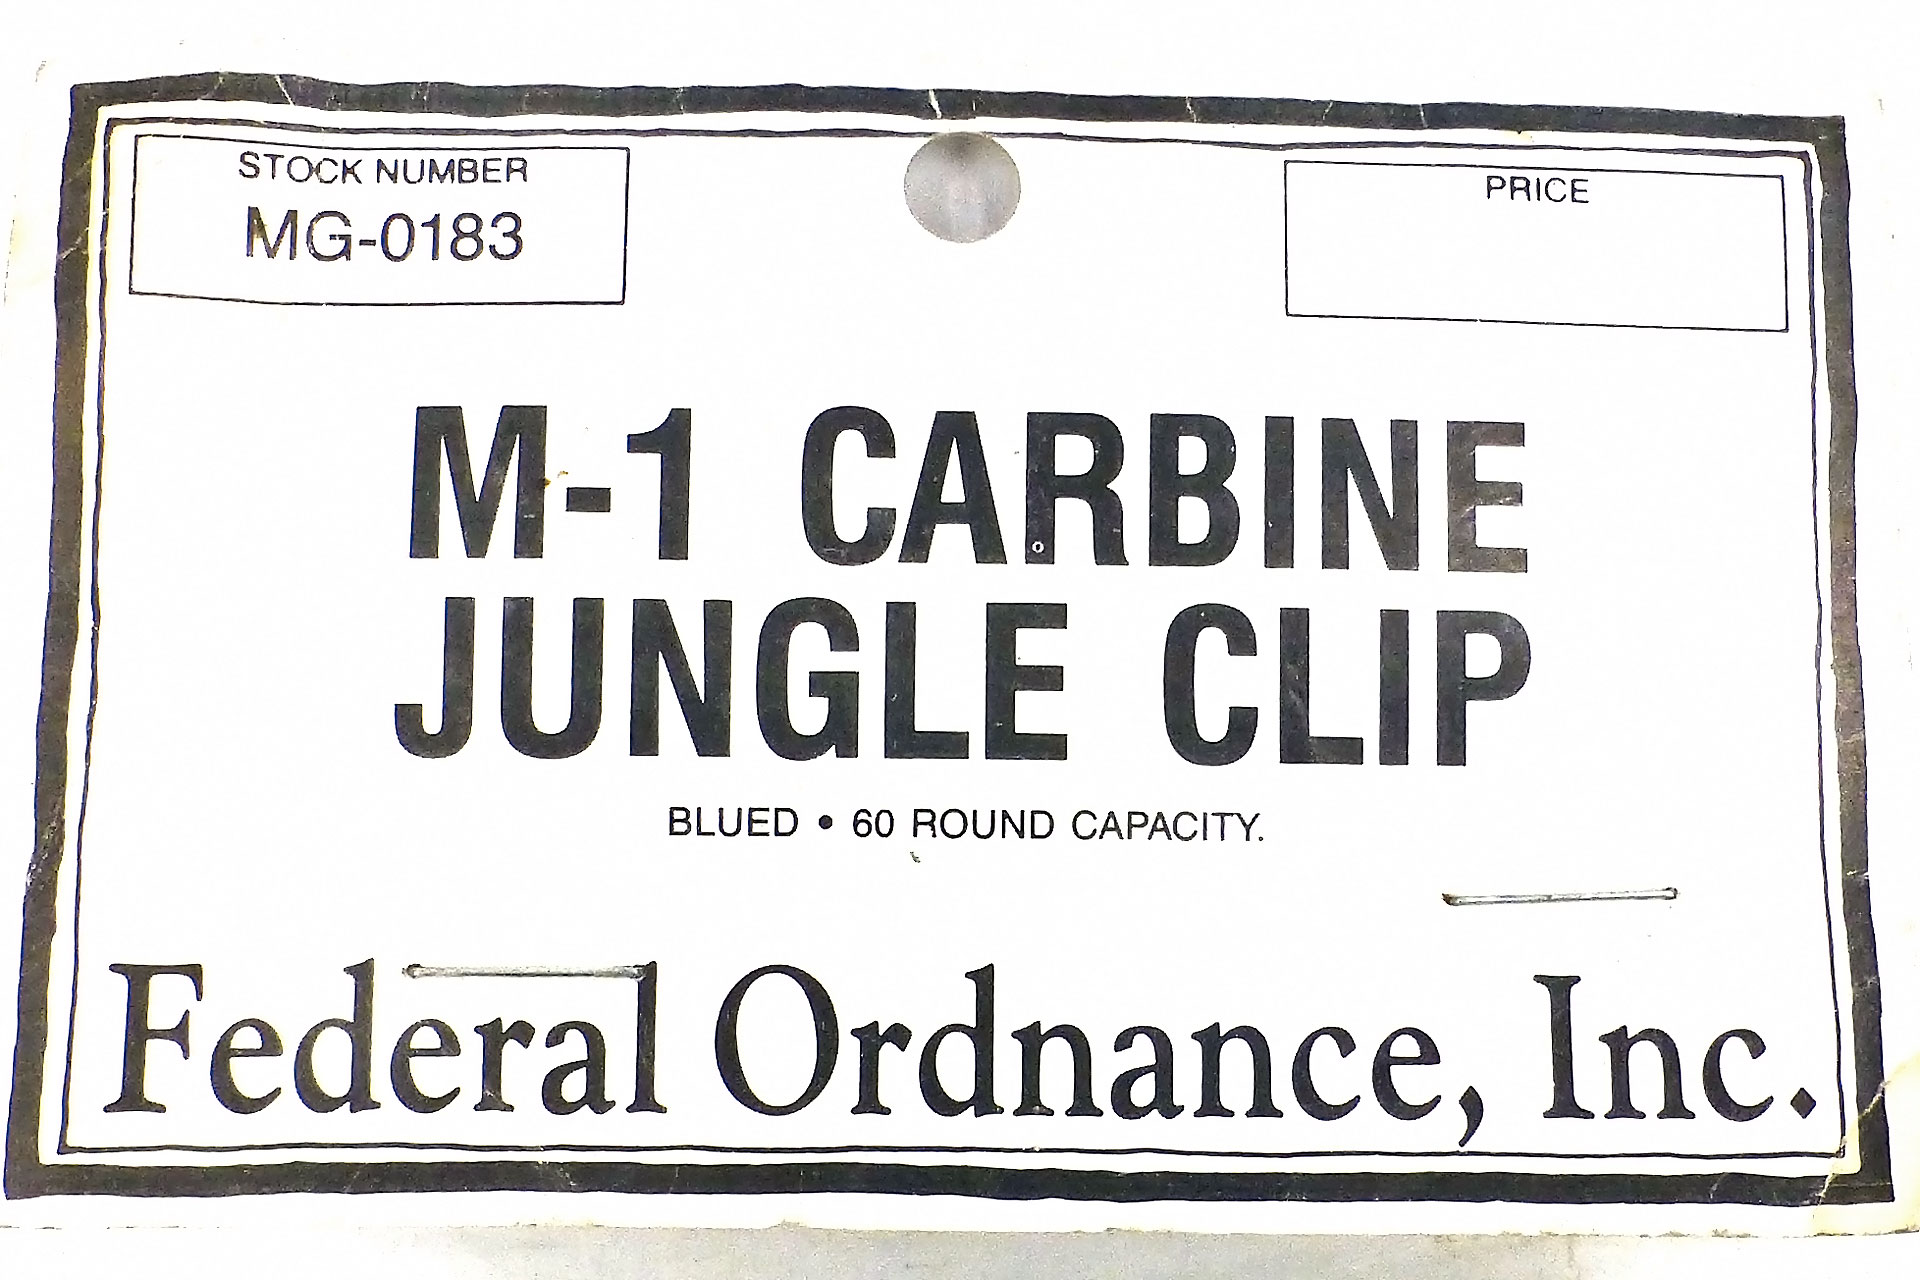 STOCK NUMBER
MG-0183
PRICE
M-1 CARBINE
JUNGLE CLIP
BLUED • 60 ROUND CAPACITY.
Federal Ordnance, Inc.